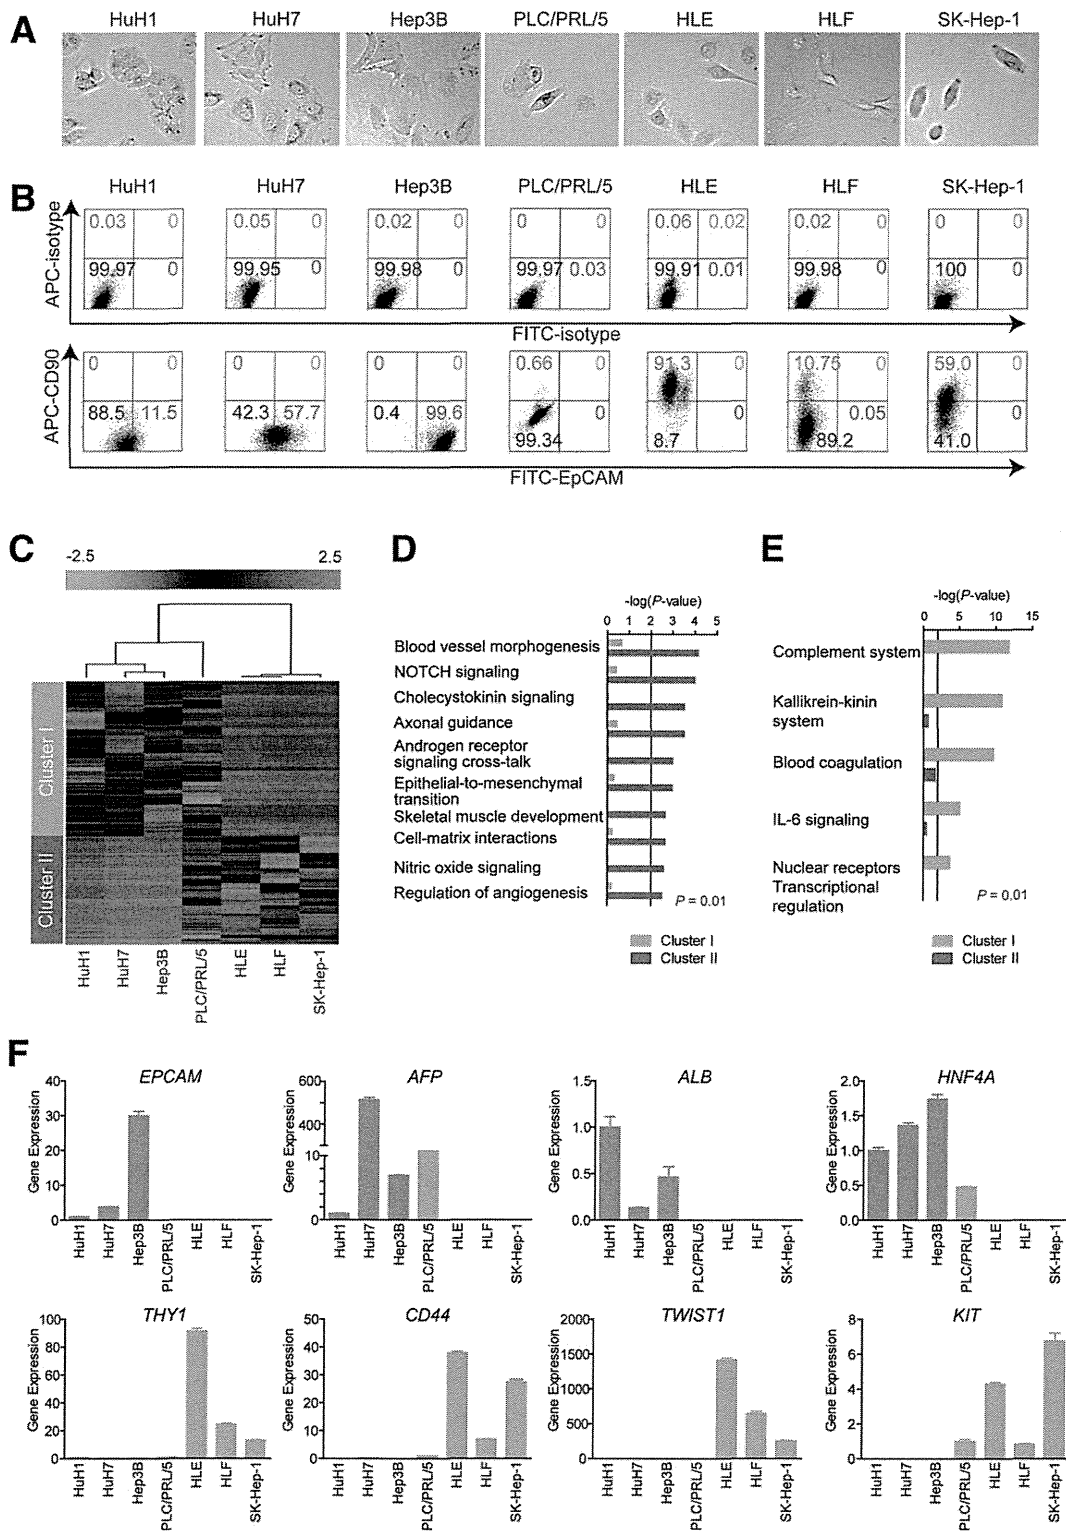 A
HuH1 HuH7 Hep3B PLC/PRL/5 HLE HLF SK-Hep-1
B
HuH1 HuH7 Hep3B PLC/PRL/5 HLE HLF SK-Hep-1
APC-isotype
0.03 0 0.05 0 0.02 0 0 0 0.06 0.02 0.02 0 0 0
99.97 0 99.95 0 99.98 0 99.97 0.03 99.91 0.01 99.98 0 100 0
FITC-isotype
APC-CD90
0 0 0 0 0 0 0.66 0 91.3 0 10.75 0 59.0 0
88.5 11.5 42.3 57.7 0.4 99.6 0 0 0.05 0
99.34 8.7 89.2 41.0
FITC-EpCAM
C
-2.5 2.5
Cluster I
Cluster II
HuH1 HuH7 Hep3B PLC/PRL/5 HLE HLF SK-Hep-1
D
-log(P-value)
0 1 2 3 4 5
Blood vessel morphogenesis
NOTCH signaling
Cholecystokinin signaling
Axonal guidance
Androgen receptor
signaling cross-talk
Epithelial-to-mesenchymal
transition
Skeletal muscle development
Cell-matrix interactions
Nitric oxide signaling
Regulation of angiogenesis
P = 0.01
Cluster I
Cluster II
E
-log(P-value)
0 5 10 15
Complement system
Kallikrein-kinin
system
Blood coagulation
IL-6 signaling
Nuclear receptors
Transcriptional
regulation
P = 0.01
Cluster I
Cluster II
F
EPCAM
Gene Expression
40
30
20
10
0
HuH1 HuH7 Hep3B PLC/PRL/5 HLE HLF SK-Hep-1
AFP
Gene Expression
600
400
10
0
HuH1 HuH7 Hep3B PLC/PRL/5 HLE HLF SK-Hep-1
ALB
Gene Expression
1.5
1.0
0.5
0.0
HuH1 HuH7 Hep3B PLC/PRL/5 HLE HLF SK-Hep-1
HNF4A
Gene Expression
2.0
1.5
1.0
0.5
0.0
HuH1 HuH7 Hep3B PLC/PRL/5 HLE HLF SK-Hep-1
THY1
Gene Expression
100
80
60
40
20
0
HuH1 HuH7 Hep3B PLC/PRL/5 HLE HLF SK-Hep-1
CD44
Gene Expression
50
40
30
20
10
0
HuH1 HuH7 Hep3B PLC/PRL/5 HLE HLF SK-Hep-1
TWIST1
Gene Expression
2000
1500
1000
500
0
HuH1 HuH7 Hep3B PLC/PRL/5 HLE HLF SK-Hep-1
KIT
Gene Expression
8
6
4
2
0
HuH1 HuH7 Hep3B PLC/PRL/5 HLE HLF SK-Hep-1